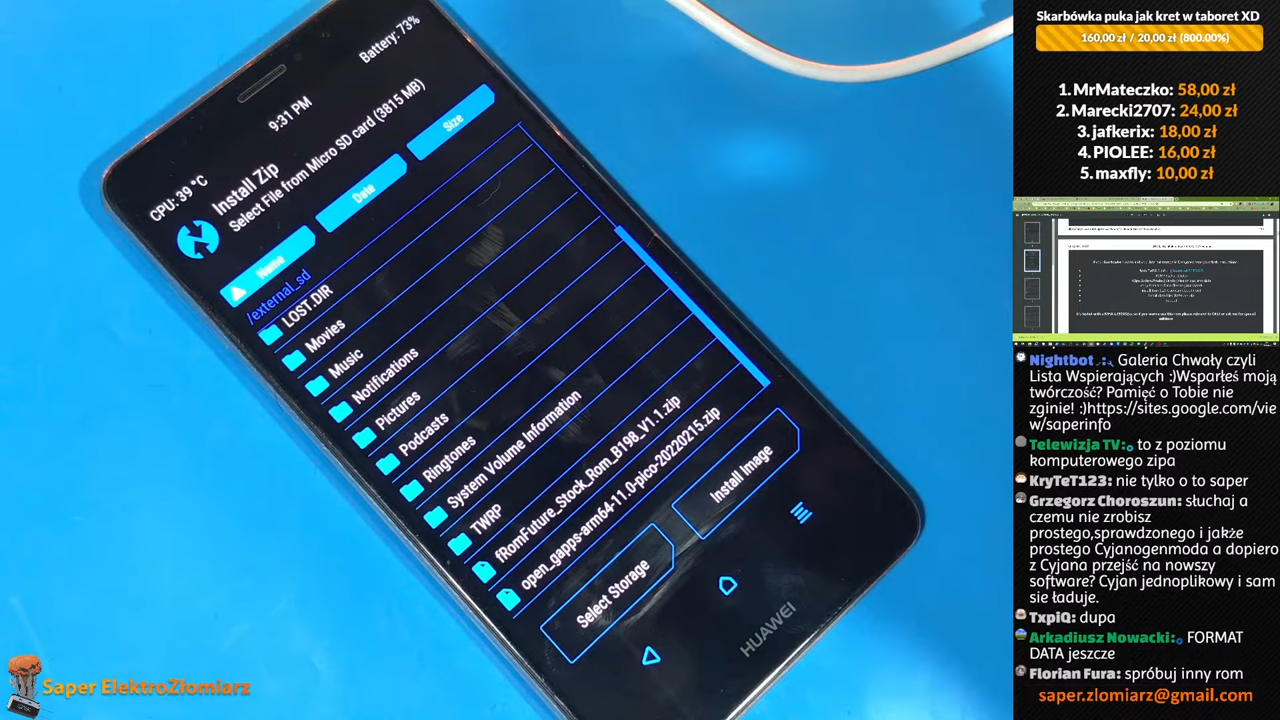 Battery: 73%
9:31 PM
CPU: 39 °C
Install Zip
Select File from Micro SD card (3815 MB)
Name
Date
Size
/external_sd
LOST.DIR
Movies
Music
Notifications
Pictures
Podcasts
Ringtones
System Volume Information
TWRP
fRomFuture_Stock_Rom_B198_V1.1.zip
open_gapps-arm64-11.0-pico-20220215.zip
Select Storage
Install Image
HUAWEI
Saper ElektroZłomiarz
Skarbówka puka jak kret w taboret XD
160,00 zł / 20,00 zł (800.00%)
1. MrMateczko: 58,00 zł
2. Marecki2707: 24,00 zł
3. jafkerix: 18,00 zł
4. PIOLEE: 16,00 zł
5. maxfly: 10,00 zł
Nightbot : Galeria Chwały czyli
Lista Wspierających :)Wsparłeś moją
twórczość? Pamięć o Tobie nie
zginie! :)https://sites.google.com/vie
w/saperinfo
Telewizja TV: to z poziomu
komputerowego zipa
KryTeT123: nie tylko o to saper
Grzegorz Choroszun: słuchaj a
czemu nie zrobisz
prostego,sprawdzonego i jakże
prostego Cyjanogenmoda a dopiero
z Cyjana przejść na nowszy
software? Cyjan jednoplikowy i sam
sie ładuje.
TxpiQ: dupa
Arkadiusz Nowacki: FORMAT
DATA jeszcze
Florian Fura: spróbuj inny rom
saper.zlomiarz@gmail.com